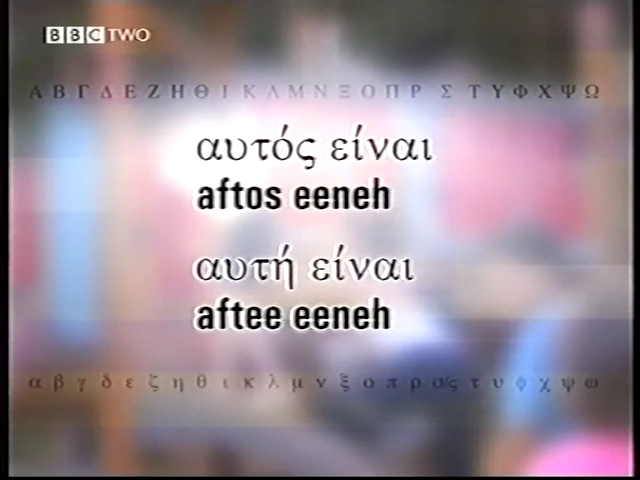 BBC TWO
Α Β Γ Δ Ε Ζ Η Θ Ι Κ Λ Μ Ν Ξ Ο Π Ρ Σ Τ Υ Φ Χ Ψ Ω
αυτός είναι
aftos eeneh
αυτή είναι
aftee eeneh
α β γ δ ε ζ η θ ι κ λ μ ν ξ ο π ρ σ ς τ υ φ χ ψ ω